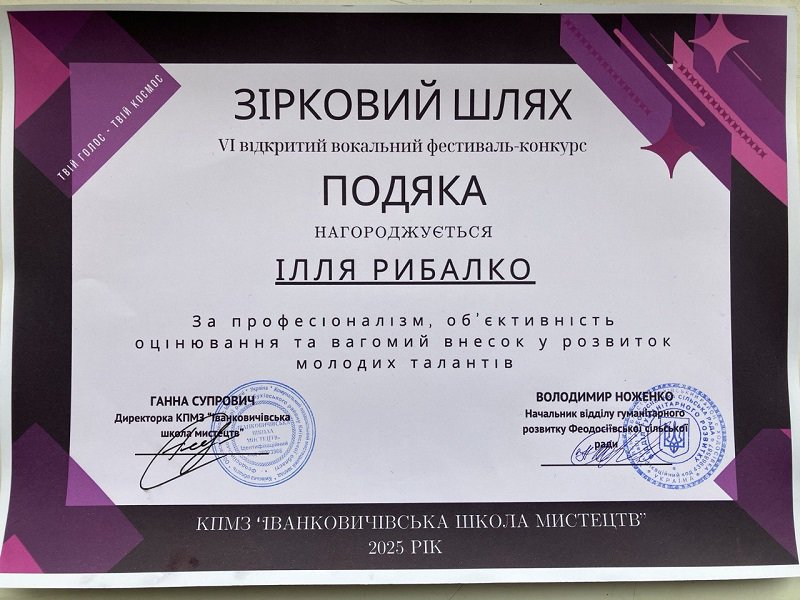 ТВІЙ ГОЛОС - ТВІЙ КОСМОС
ЗІРКОВИЙ ШЛЯХ
VI відкритий вокальний фестиваль-конкурс
ПОДЯКА
НАГОРОДЖУЄТЬСЯ
ІЛЛЯ РИБАЛКО
За професіоналізм, об’єктивність
оцінювання та вагомий внесок у розвиток
молодих талантів
ГАННА СУПРОВИЧ
Директорка КПМЗ "Іванковичівська
школа мистецтв"
ВОЛОДИМИР НОЖЕНКО
Начальник відділу гуманітарного
розвитку Феодосіївської сільської
ради
КПМЗ "ІВАНКОВИЧІВСЬКА ШКОЛА МИСТЕЦТВ"
2025 РІК